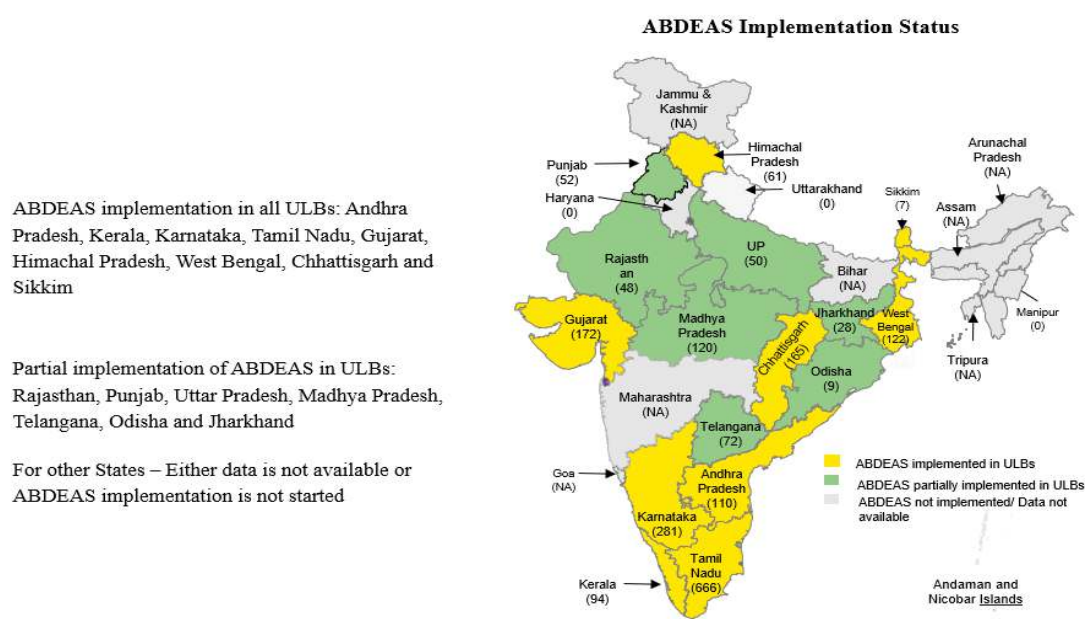 ABDEAS Implementation Status
ABDEAS implementation in all ULBs: Andhra
Pradesh, Kerala, Karnataka, Tamil Nadu, Gujarat,
Himachal Pradesh, West Bengal, Chhattisgarh and
Sikkim
Partial implementation of ABDEAS in ULBs:
Rajasthan, Punjab, Uttar Pradesh, Madhya Pradesh,
Telangana, Odisha and Jharkhand
For other States – Either data is not available or
ABDEAS implementation is not started
Jammu &
Kashmir
(NA)
Himachal
Pradesh
(61)
Punjab
(52)
Haryana
(0)
Uttarakhand
(0)
Arunachal
Pradesh
(NA)
Sikkim
(7)
Assam
(NA)
UP
(50)
Rajasth
an
(48)
Bihar
(NA)
Manipur
(0)
Tripura
(NA)
Gujarat
(172)
Madhya
Pradesh
(120)
Jharkhand
(28)
West
Bengal
(122)
Chhattisgarh
(165)
Odisha
(9)
Maharashtra
(NA)
Telangana
(72)
Goa
(NA)
Andhra
Pradesh
(110)
Karnataka
(281)
Tamil
Nadu
(666)
Kerala
(94)
ABDEAS implemented in ULBs
ABDEAS partially implemented in ULBs
ABDEAS not implemented/ Data not
available
Andaman and
Nicobar Islands